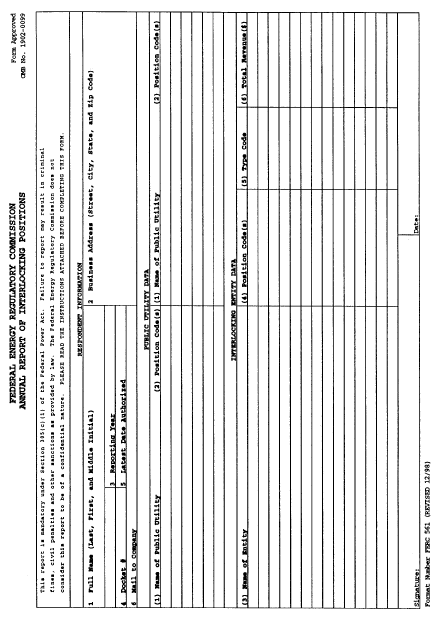 Form Approved
OMB No. 1902-0099
FEDERAL ENERGY REGULATORY COMMISSION
ANNUAL REPORT OF INTERLOCKING POSITIONS
This report is mandatory under Section 305(c)(1) of the Federal Power Act. Failure to report may result in criminal
fines, civil penalties and other sanctions as provided by law. The Federal Energy Regulatory Commission does not
consider this report to be of a confidential nature. PLEASE READ THE INSTRUCTIONS ATTACHED BEFORE COMPLETING THIS FORM.
RESPONDENT INFORMATION
1 Full Name (Last, First, and Middle Initial)
2 Business Address (Street, City, State, and Zip Code)
3 Reporting Year
4 Docket #
5 Latest Date Authorized
6 Mail to Company
PUBLIC UTILITY DATA
(1) Name of Public Utility (2) Position Code(s) (1) Name of Public Utility (2) Position Code(s)
INTERLOCKING ENTITY DATA
(3) Name of Entity (4) Position Code(s) (5) Type Code (6) Total Revenue($)
Signature: Date:
Format Number FERC 561 (REVISED 12/98)